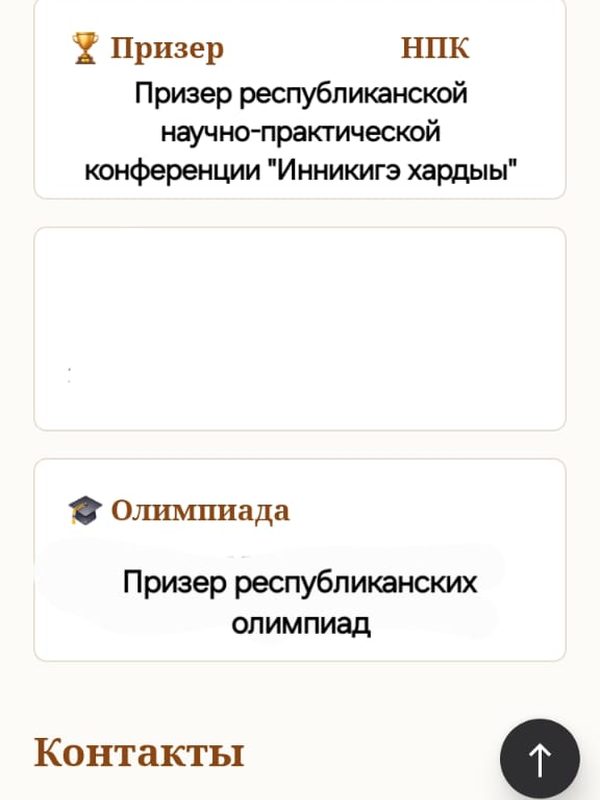 🏆 Призер НПК
Призер республиканской
научно-практической
конференции "Инникигэ хардыы"
🎓 Олимпиада
Призер республиканских
олимпиад
Контакты